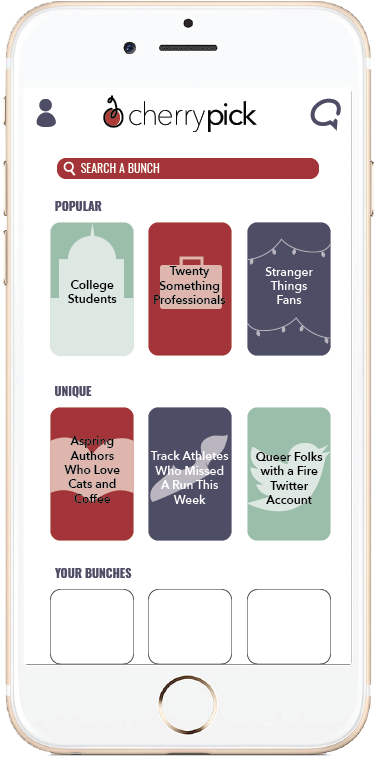 cherrypick
SEARCH A BUNCH
POPULAR
College
Students
Twenty
Something
Professionals
Stranger
Things
Fans
UNIQUE
Aspring
Authors
Who Love
Cats and
Coffee
Track Athletes
Who Missed
A Run This
Week
Queer Folks
with a Fire
Twitter
Account
YOUR BUNCHES